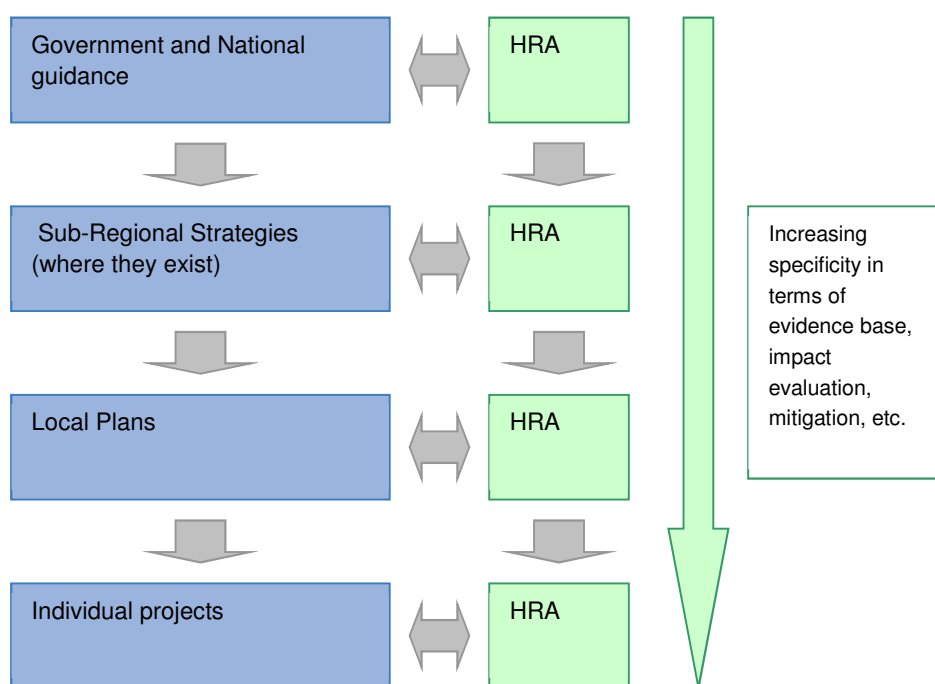 Government and National
guidance
HRA
Sub-Regional Strategies
(where they exist)
HRA
Increasing
specificity in
terms of
evidence base,
impact
evaluation,
mitigation, etc.
Local Plans
HRA
Individual projects
HRA